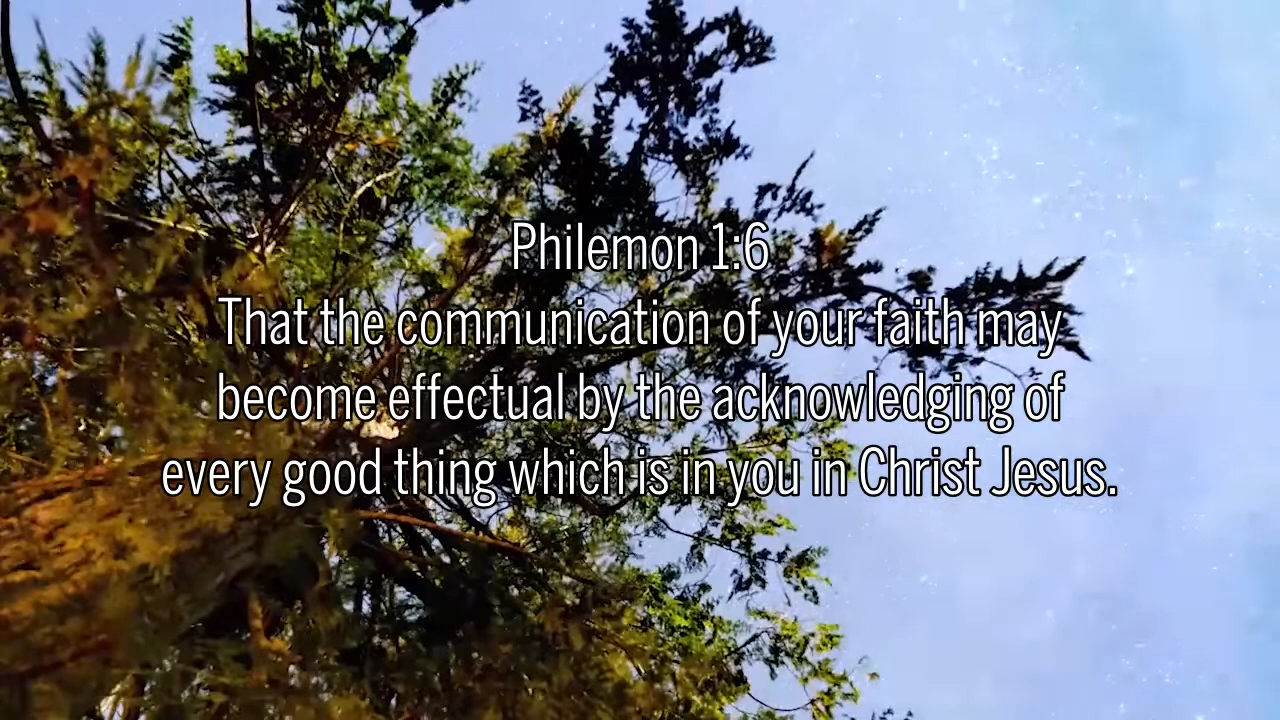 Philemon 1:6
That the communication of your faith may
become effectual by the acknowledging of
every good thing which is in you in Christ Jesus.